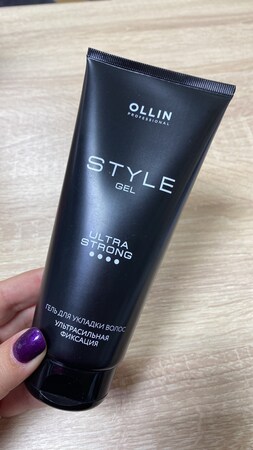 OLLIN
PROFESSIONAL
STYLE
GEL
ULTRA
STRONG
ГЕЛЬ ДЛЯ УКЛАДКИ ВОЛОС
УЛЬТРАСИЛЬНАЯ
ФИКСАЦИЯ